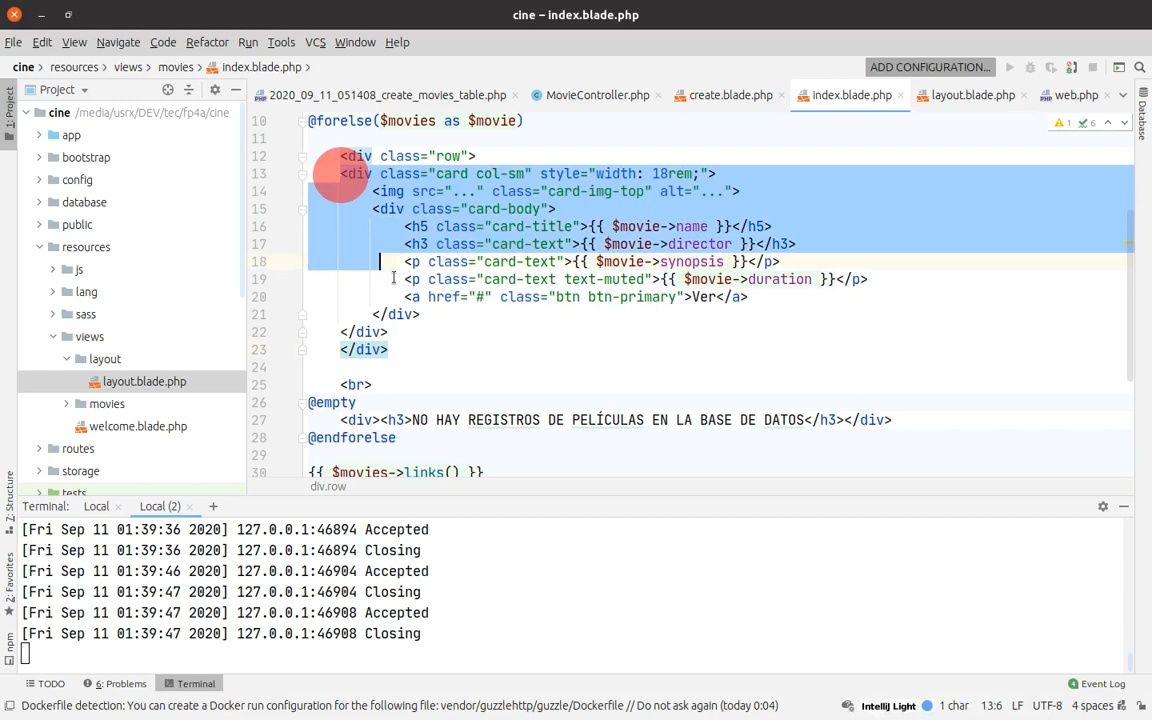 cine – index.blade.php
File Edit View Navigate Code Refactor Run Tools VCS Window Help
cine › resources › views › movies › index.blade.php ›
ADD CONFIGURATION...
1: Project
Project
2020_09_11_051408_create_movies_table.php
MovieController.php
create.blade.php
index.blade.php
layout.blade.php
web.php
Database
cine /media/usrx/DEV/tec/fp4a/cine
app
bootstrap
config
database
public
resources
js
lang
sass
views
layout
layout.blade.php
movies
welcome.blade.php
routes
storage
tests
1 6
10 @forelse($movies as $movie)
11
12 <div class="row">
13 <div class="card col-sm" style="width: 18rem;">
14 <img src="..." class="card-img-top" alt="...">
15 <div class="card-body">
16 <h5 class="card-title">{{ $movie->name }}</h5>
17 <h3 class="card-text">{{ $movie->director }}</h3>
18 <p class="card-text">{{ $movie->synopsis }}</p>
19 <p class="card-text text-muted">{{ $movie->duration }}</p>
20 <a href="#" class="btn btn-primary">Ver</a>
21 </div>
22 </div>
23 </div>
24
25 <br>
26 @empty
27 <div><h3>NO HAY REGISTROS DE PELÍCULAS EN LA BASE DE DATOS</h3></div>
28 @endforelse
29
30 {{ $movies->links() }}
div.row
7: Structure
2: Favorites
npm
Terminal: Local Local (2) +
[Fri Sep 11 01:39:36 2020] 127.0.0.1:46894 Accepted
[Fri Sep 11 01:39:36 2020] 127.0.0.1:46894 Closing
[Fri Sep 11 01:39:46 2020] 127.0.0.1:46904 Accepted
[Fri Sep 11 01:39:47 2020] 127.0.0.1:46904 Closing
[Fri Sep 11 01:39:47 2020] 127.0.0.1:46908 Accepted
[Fri Sep 11 01:39:47 2020] 127.0.0.1:46908 Closing
TODO 6: Problems Terminal 4 Event Log
Dockerfile detection: You can create a Docker run configuration for the following file: vendor/guzzlehttp/guzzle/Dockerfile // Do not ask again (today 0:04) IntelliJ Light 1 char 13:6 LF UTF-8 4 spaces